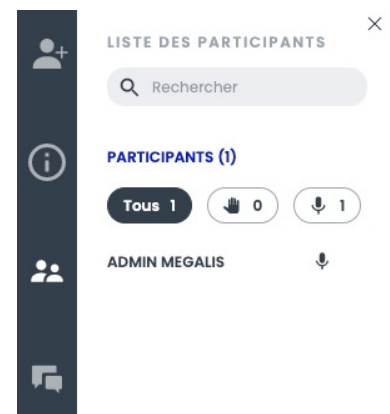 LISTE DES PARTICIPANTS
Rechercher
PARTICIPANTS (1)
Tous 1 0 1
ADMIN MEGALIS